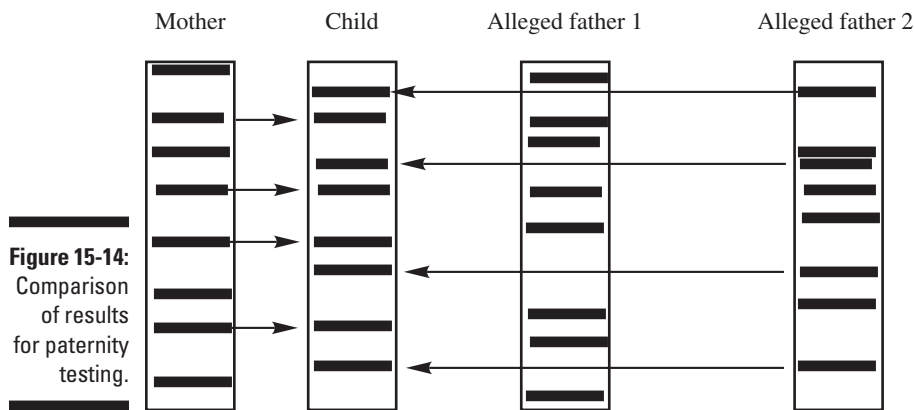 Mother Child Alleged father 1 Alleged father 2
Figure 15-14:
Comparison
of results
for paternity
testing.